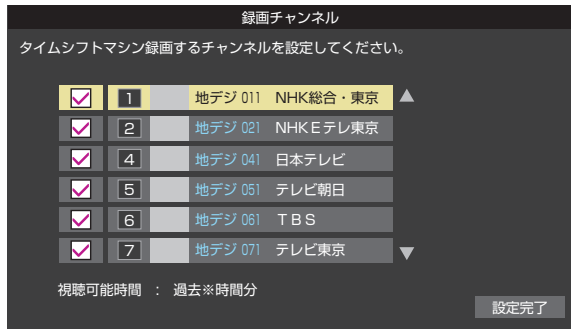 録画チャンネル
タイムシフトマシン録画するチャンネルを設定してください。
1 地デジ 011 NHK総合・東京
2 地デジ 021 NHKEテレ東京
4 地デジ 041 日本テレビ
5 地デジ 051 テレビ朝日
6 地デジ 061 TBS
7 地デジ 071 テレビ東京
視聴可能時間 : 過去※時間分
設定完了